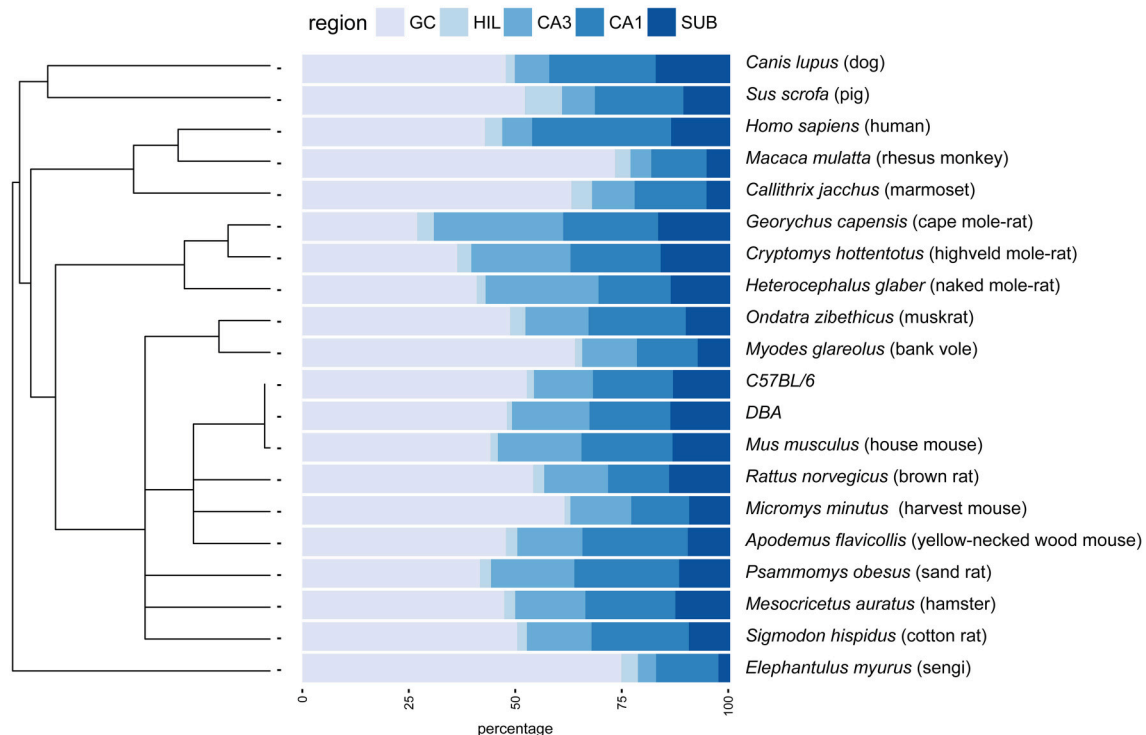 region GC HIL CA3 CA1 SUB
Canis lupus (dog)
Sus scrofa (pig)
Homo sapiens (human)
Macaca mulatta (rhesus monkey)
Callithrix jacchus (marmoset)
Georychus capensis (cape mole-rat)
Cryptomys hottentotus (highveld mole-rat)
Heterocephalus glaber (naked mole-rat)
Ondatra zibethicus (muskrat)
Myodes glareolus (bank vole)
C57BL/6
DBA
Mus musculus (house mouse)
Rattus norvegicus (brown rat)
Micromys minutus (harvest mouse)
Apodemus flavicollis (yellow-necked wood mouse)
Psammomys obesus (sand rat)
Mesocricetus auratus (hamster)
Sigmodon hispidus (cotton rat)
Elephantulus myurus (sengi)
0 25 50 75 100
percentage